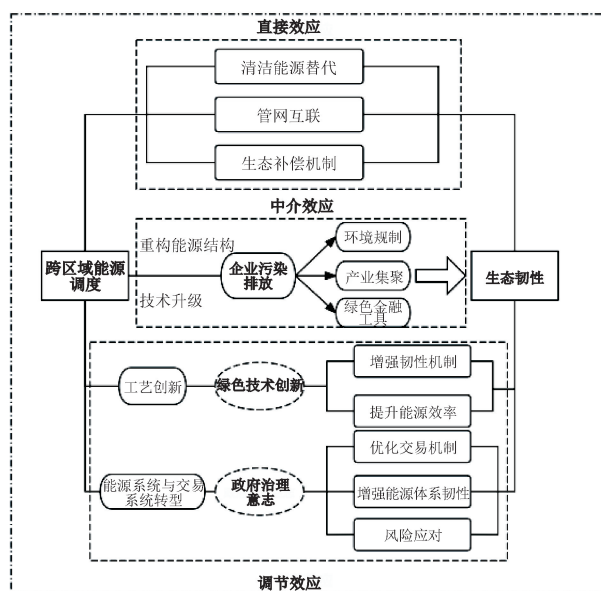 直接效应
清洁能源替代
管网互联
生态补偿机制
中介效应
重构能源结构
技术升级
跨区域能源
调度
企业污染
排放
环境规制
产业集聚
绿色金融
工具
生态韧性
工艺创新
绿色技术创新
增强韧性机制
提升能源效率
能源系统与交易
系统转型
政府治理
意志
优化交易机制
增强能源体系韧性
风险应对
调节效应